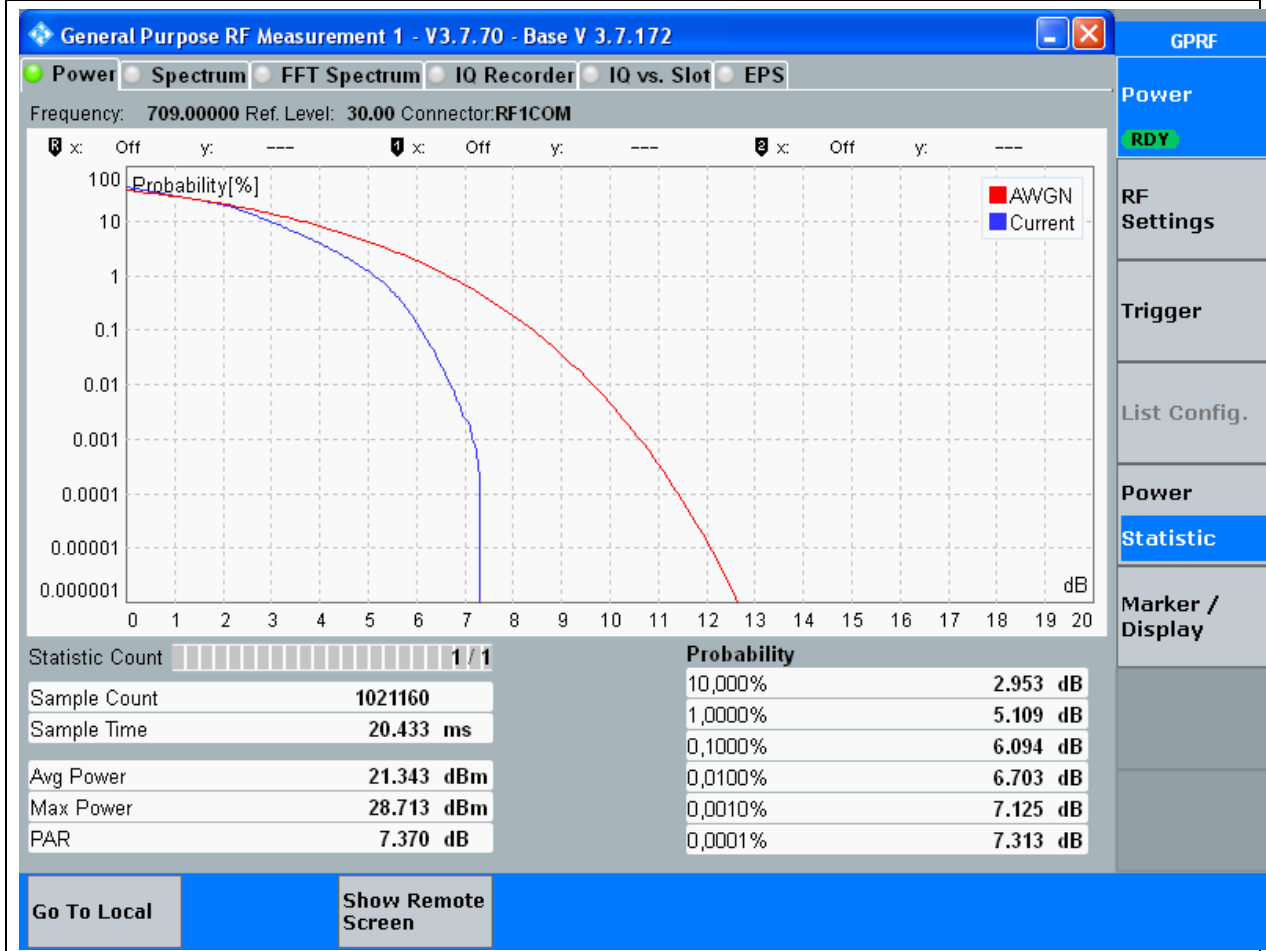 General Purpose RF Measurement 1 - V3.7.70 - Base V 3.7.172
GPRF
Power Spectrum FFT Spectrum IQ Recorder IQ vs. Slot EPS
Frequency: 709.00000 Ref. Level: 30.00 Connector:RF1COM
R x: Off y: --- 1 x: Off y: --- 2 x: Off y: ---
Probability[%]
AWGN
Current
100
10
1
0.1
0.01
0.001
0.0001
0.00001
0.000001
dB
0 1 2 3 4 5 6 7 8 9 10 11 12 13 14 15 16 17 18 19 20
Statistic Count 1 / 1
Sample Count 1021160
Sample Time 20.433 ms
Avg Power 21.343 dBm
Max Power 28.713 dBm
PAR 7.370 dB
Probability
10,000% 2.953 dB
1,0000% 5.109 dB
0,1000% 6.094 dB
0,0100% 6.703 dB
0,0010% 7.125 dB
0,0001% 7.313 dB
Power
RDY
RF
Settings
Trigger
List Config.
Power
Statistic
Marker /
Display
Go To Local
Show Remote
Screen